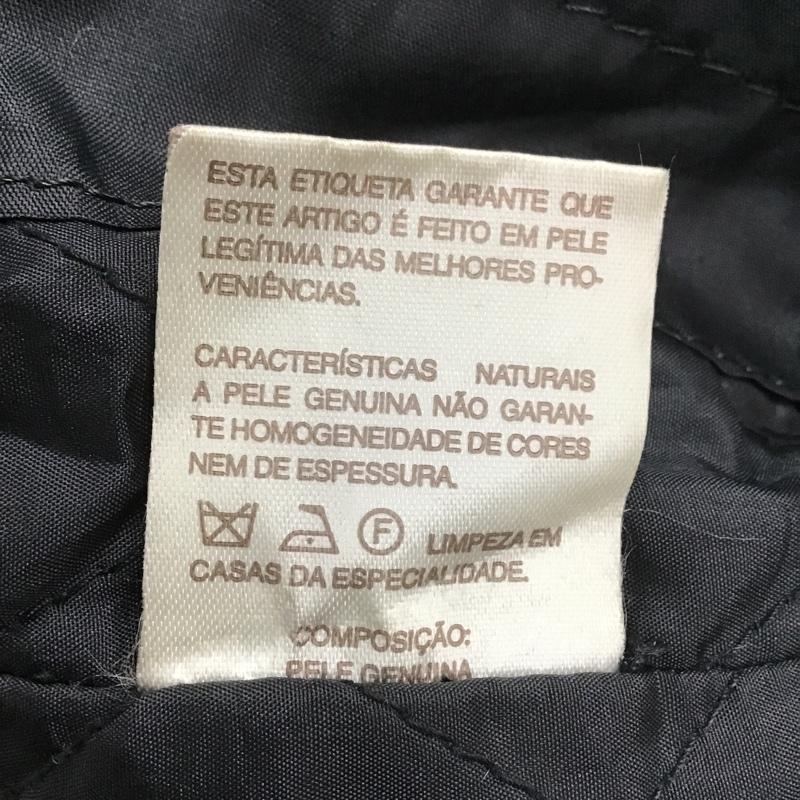 ESTA ETIQUETA GARANTE QUE
ESTE ARTIGO É FEITO EM PELE
LEGÍTIMA DAS MELHORES PRO-
VENIÊNCIAS.
CARACTERÍSTICAS NATURAIS
A PELE GENUINA NÃO GARAN-
TE HOMOGENEIDADE DE CORES
NEM DE ESPESSURA.
F LIMPEZA EM
CASAS DA ESPECIALIDADE.
COMPOSIÇÃO:
PELE GENUINA